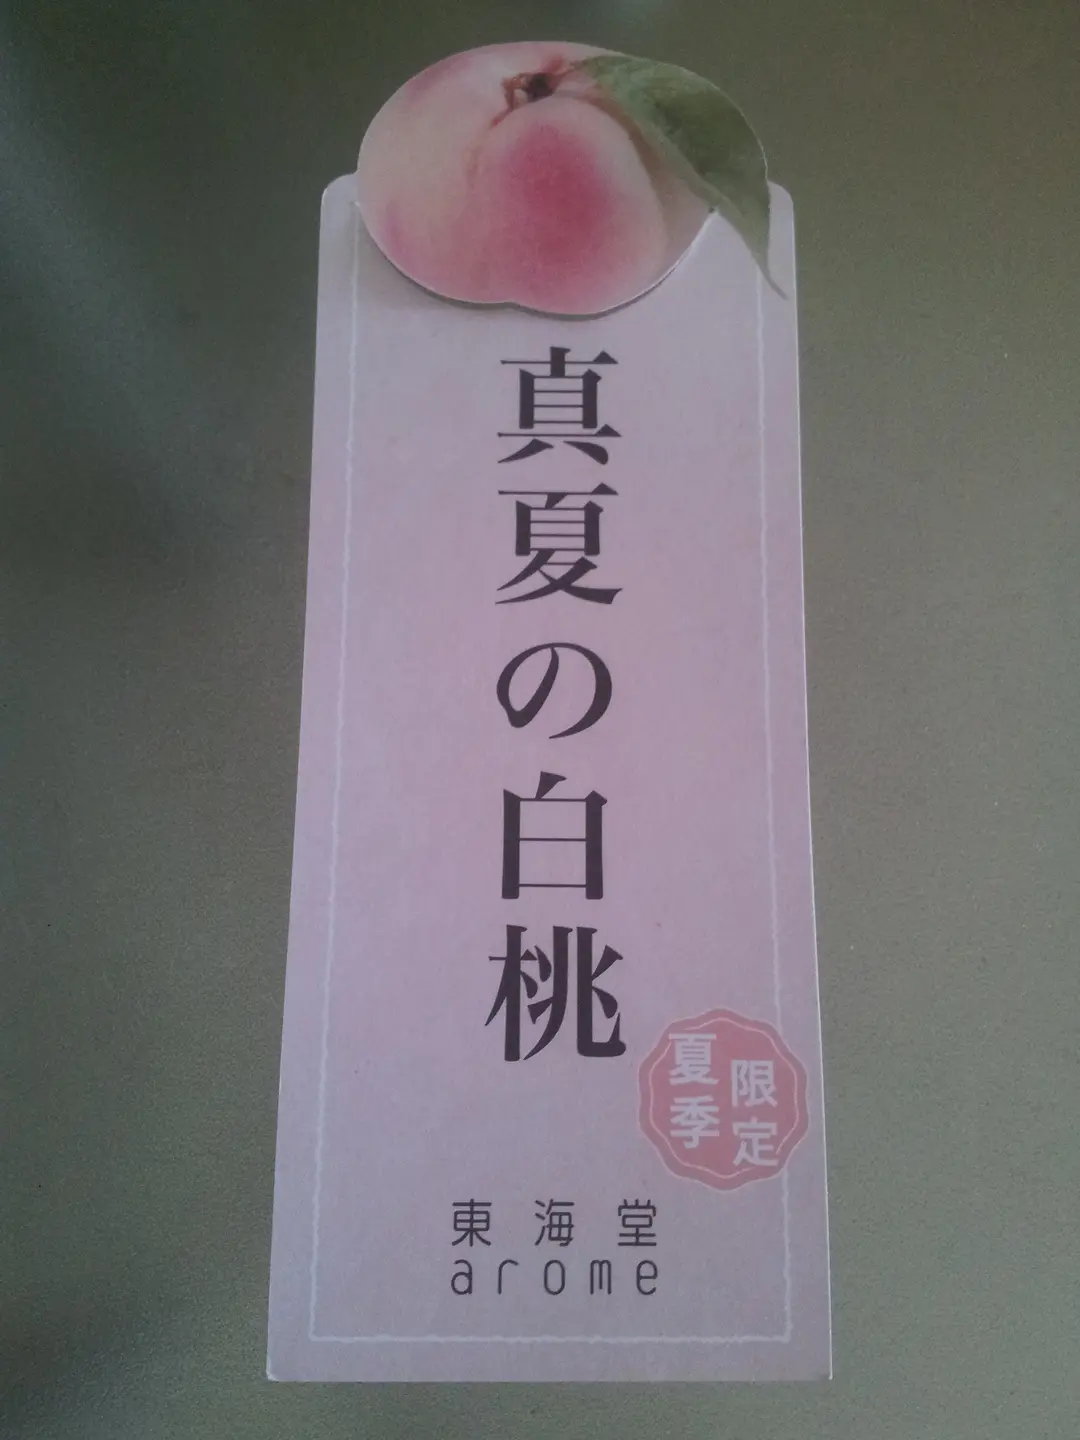 真夏の白桃
夏季
限定
東海堂
arome